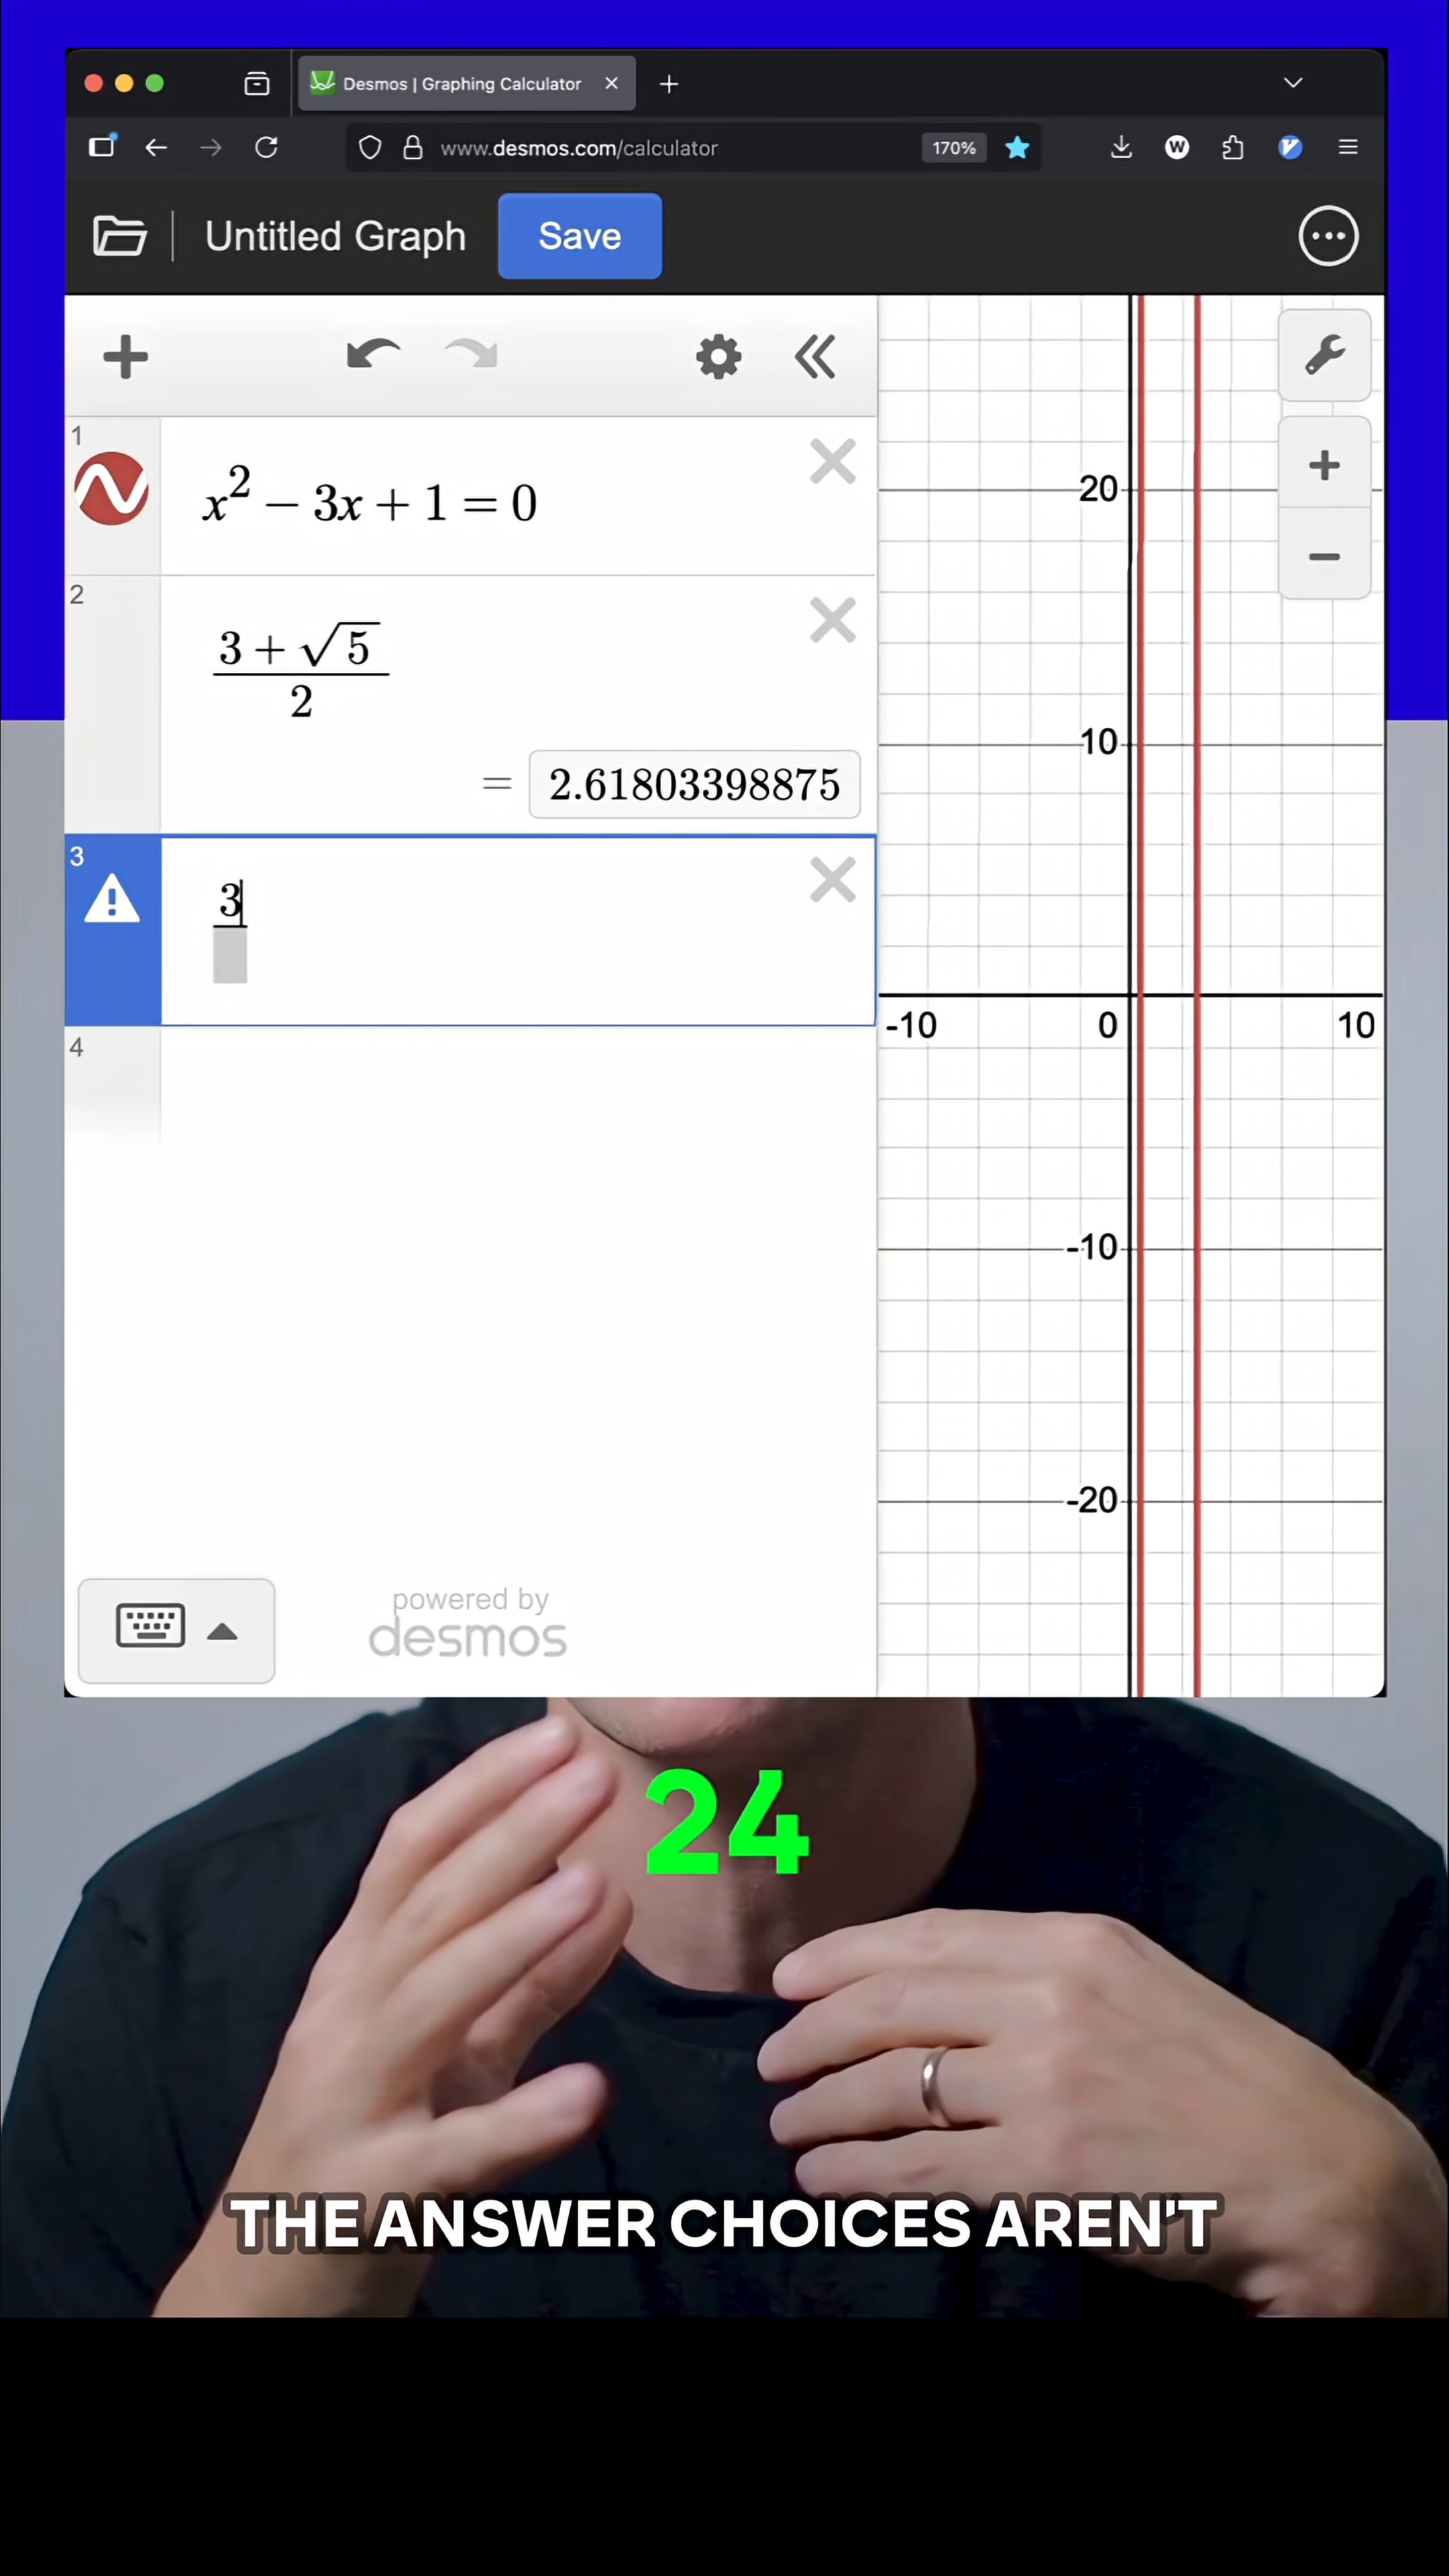 Desmos | Graphing Calculator
www.desmos.com/calculator
170%
W
Untitled Graph
Save
1
x² − 3x + 1 = 0
2
3 + √5
2
= 2.61803398875
3
3
4
20
10
-10
0
10
-10
-20
powered by
desmos
24
THE ANSWER CHOICES AREN'T